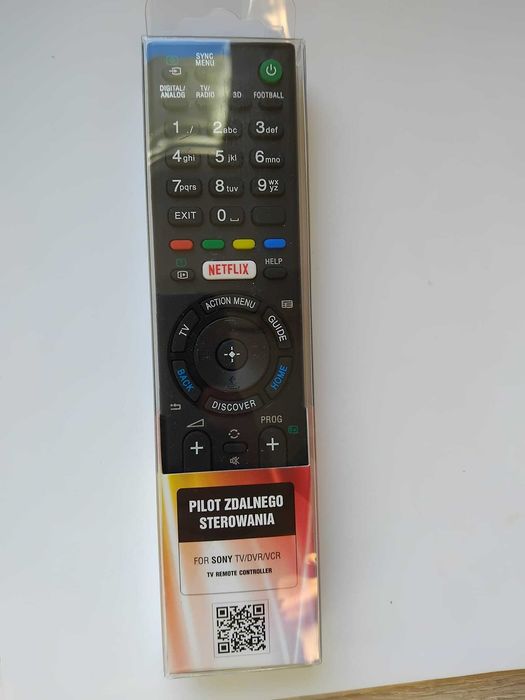 SYNC
MENU
DIGITAL/
ANALOG
TV/
RADIO
3D
FOOTBALL
1 ./
2abc
3def
4ghi
5jkl
6mno
7pqrs
8tuv
9wx
yz
EXIT
0
NETFLIX
HELP
ACTION MENU
TV
GUIDE
BACK
HOME
DISCOVER
PROG
+
+
PILOT ZDALNEGO
STEROWANIA
FOR SONY TV/DVR/VCR
TV REMOTE CONTROLLER